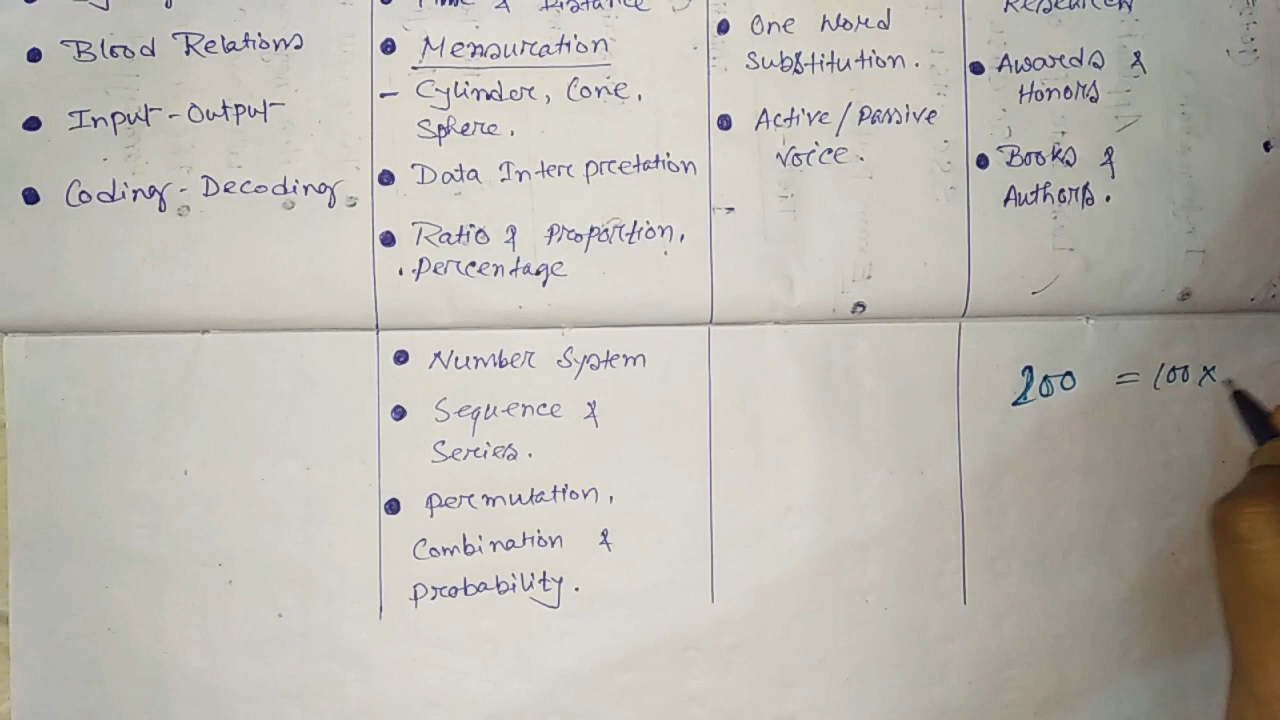 • Blood Relations
• Input-Output
• Coding-Decoding
• Mensuration
- Cylinder, Cone,
Sphere.
• Data Interpretation
• Ratio & Proportion,
Percentage
• Number System
• Sequence &
Series.
• Permutation,
Combination &
Probability.
• One Word
Substitution.
• Active/Passive
Voice.
• Awards &
Honors
• Books &
Authors.
200 = 100 x